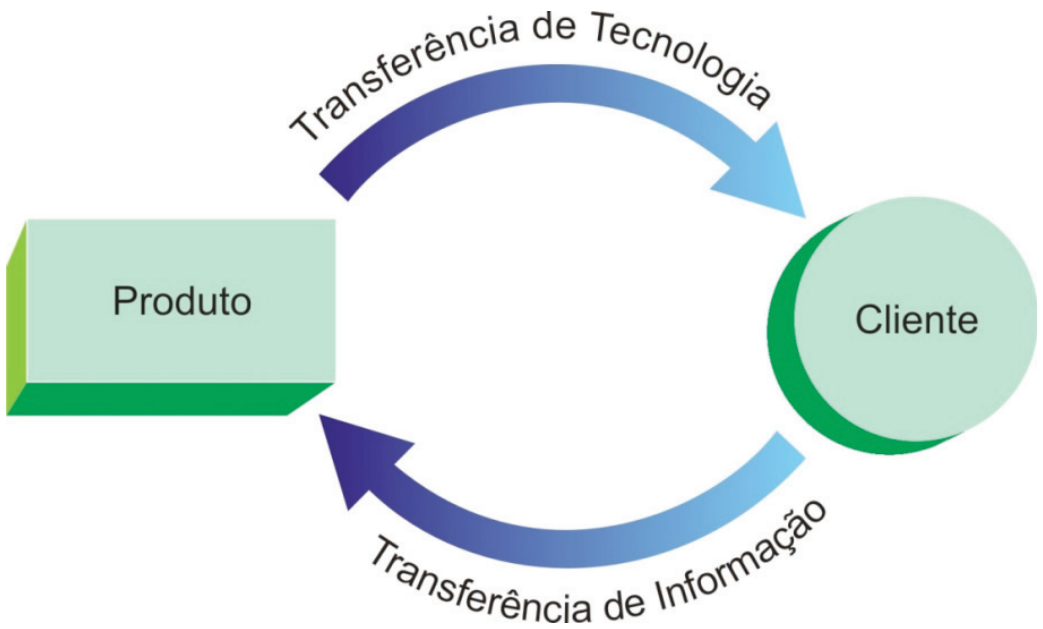 Transferência de Tecnologia
Produto
Cliente
Transferência de Informação